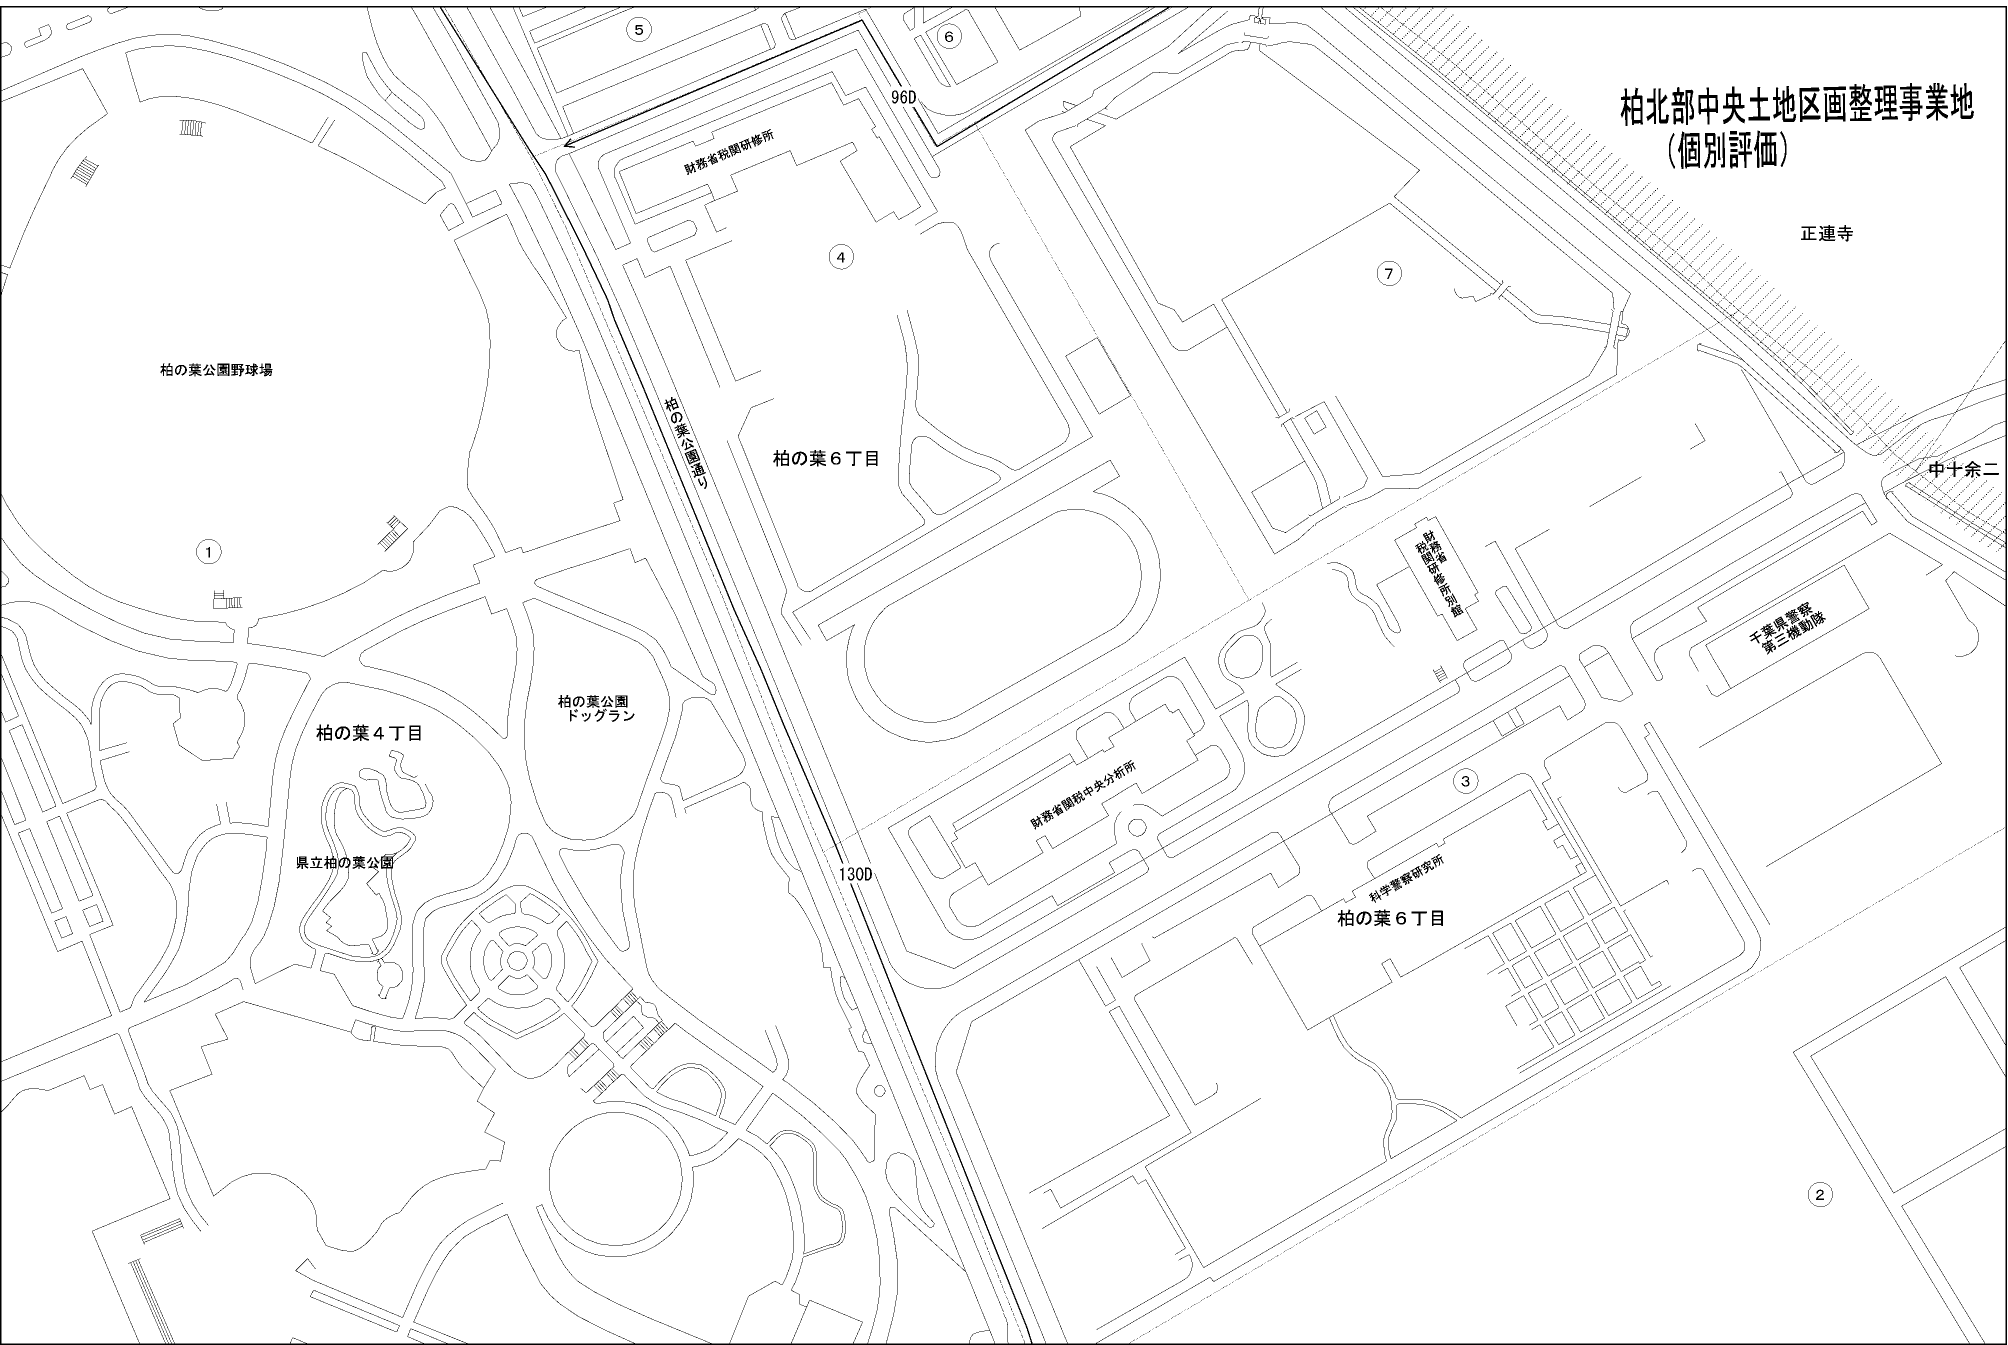 ⑤
⑥
96D
柏北部中央土地区画整理事業地
（個別評価）
財務省税関研修所
正連寺
④
⑦
柏の葉公園野球場
柏の葉公園通り
柏の葉６丁目
中十余二
①
財務省
税関研修所別館
千葉県警察
第三機動隊
柏の葉公園
ドッグラン
柏の葉４丁目
財務省関税中央分析所
③
県立柏の葉公園
130D
科学警察研究所
柏の葉６丁目
②